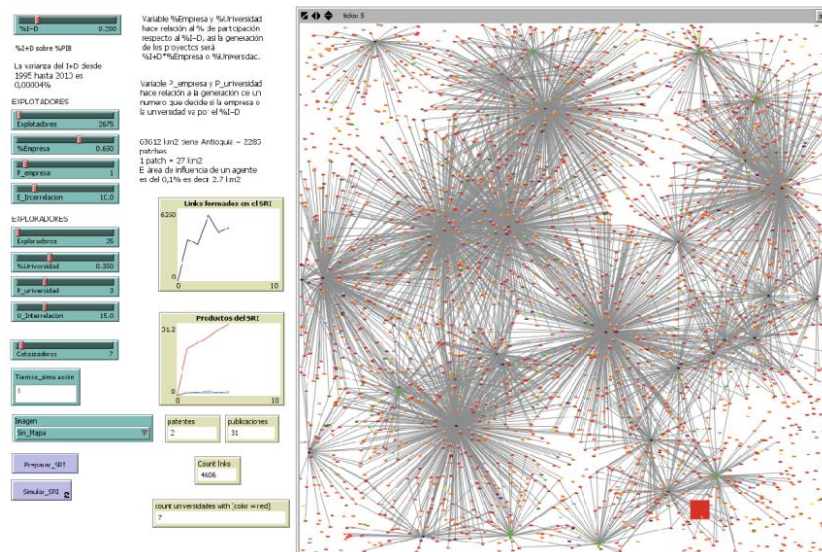 %I-D 0.200
%I+D sobre %PIB
La varianza del I+D desde
1995 hasta 2010 es
0,00004%
EXPLOTADORES
Explotadores 2675
%Empresa 0.650
P_empresa 1
E_Interrelacion 10.0
EXPLORADORES
Exploradores 26
%Universidad 0.350
P_universidad 3
U_Interrelacion 15.0
Catalizadores 7
Tiempo_simulación
5
Imagen
Sin_Mapa
Preparar_SRI
Simular_SRI
Variable %Empresa y %Universidad
hace relación al % de participación
respecto al %I-D, así la generación
de los proyectos será
%I+D*%Empresa o %Universidac.
Variable P_empresa y P_universidad
hace relación a la generación de un
numero que decide si la empresa o
la universidad va por el %I-D
patches
1 patch = 27 km2
El área de influencia de un agente
es del 0,1% es decir 2.7 km2
Links formados en el SRI
6230
0
0 10
Productos del SRI
31.2
0
0 10
patentes
2
publicaciones
31
Count links
4606
count universidades with [color = red]
7
ticks: 5